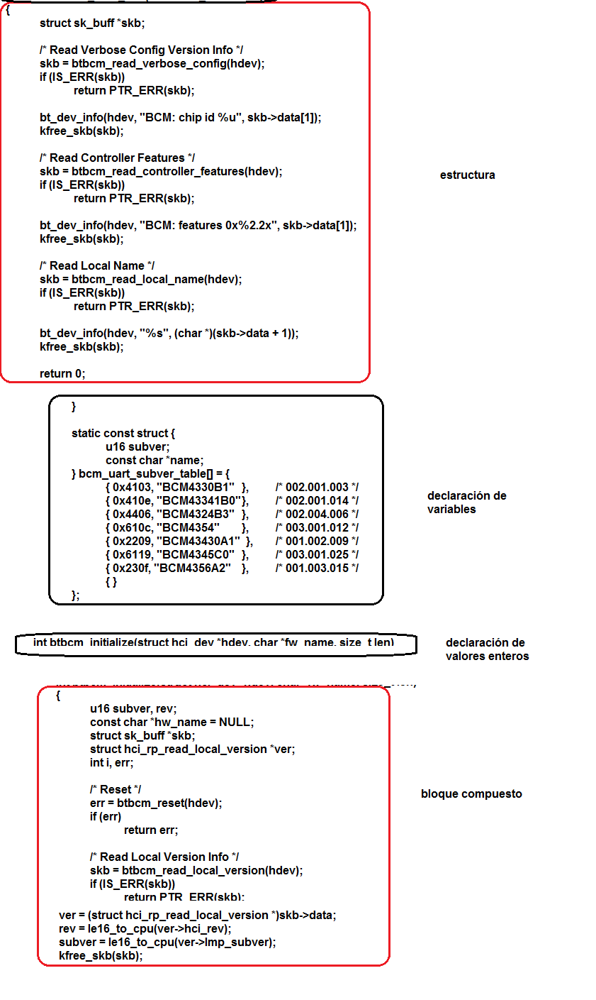 {
struct sk_buff *skb;
/* Read Verbose Config Version Info */
skb = btbcm_read_verbose_config(hdev);
if (IS_ERR(skb))
return PTR_ERR(skb);
bt_dev_info(hdev, "BCM: chip id %u", skb->data[1]);
kfree_skb(skb);
/* Read Controller Features */
skb = btbcm_read_controller_features(hdev);
if (IS_ERR(skb))
return PTR_ERR(skb);
bt_dev_info(hdev, "BCM: features 0x%2.2x", skb->data[1]);
kfree_skb(skb);
/* Read Local Name */
skb = btbcm_read_local_name(hdev);
if (IS_ERR(skb))
return PTR_ERR(skb);
bt_dev_info(hdev, "%s", (char *)(skb->data + 1));
kfree_skb(skb);
return 0;
estructura
}
static const struct {
u16 subver;
const char *name;
} bcm_uart_subver_table[] = {
{ 0x4103, "BCM4330B1" }, /* 002.001.003 */
{ 0x410e, "BCM43341B0"}, /* 002.001.014 */
{ 0x4406, "BCM4324B3" }, /* 002.004.006 */
{ 0x610c, "BCM4354" }, /* 003.001.012 */
{ 0x2209, "BCM43430A1" }, /* 001.002.009 */
{ 0x6119, "BCM4345C0" }, /* 003.001.025 */
{ 0x230f, "BCM4356A2" }, /* 001.003.015 */
{ }
};
declaración de
variables
int btbcm_initialize(struct hci_dev *hdev, char *fw_name, size_t len)
declaración de
valores enteros
{
u16 subver, rev;
const char *hw_name = NULL;
struct sk_buff *skb;
struct hci_rp_read_local_version *ver;
int i, err;
/* Reset */
err = btbcm_reset(hdev);
if (err)
return err;
/* Read Local Version Info */
skb = btbcm_read_local_version(hdev);
if (IS_ERR(skb))
return PTR_ERR(skb);
ver = (struct hci_rp_read_local_version *)skb->data;
rev = le16_to_cpu(ver->hci_rev);
subver = le16_to_cpu(ver->lmp_subver);
kfree_skb(skb);
bloque compuesto